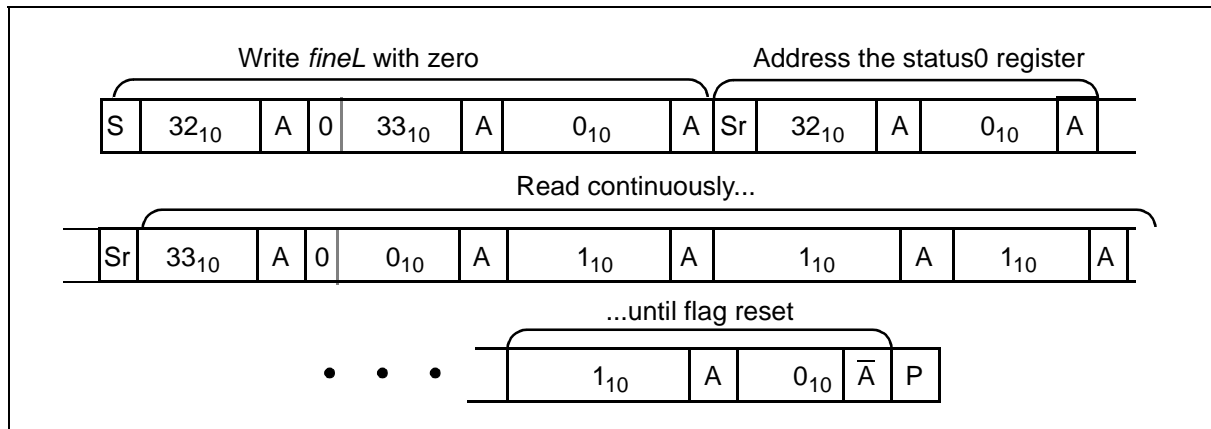 Write fineL with zero Address the status0 register
S 32₁₀ A 0 33₁₀ A 0₁₀ A Sr 32₁₀ A 0₁₀ A
Read continuously...
Sr 33₁₀ A 0 0₁₀ A 1₁₀ A 1₁₀ A 1₁₀ A
...until flag reset
• • • 1₁₀ A 0₁₀ A̅ P